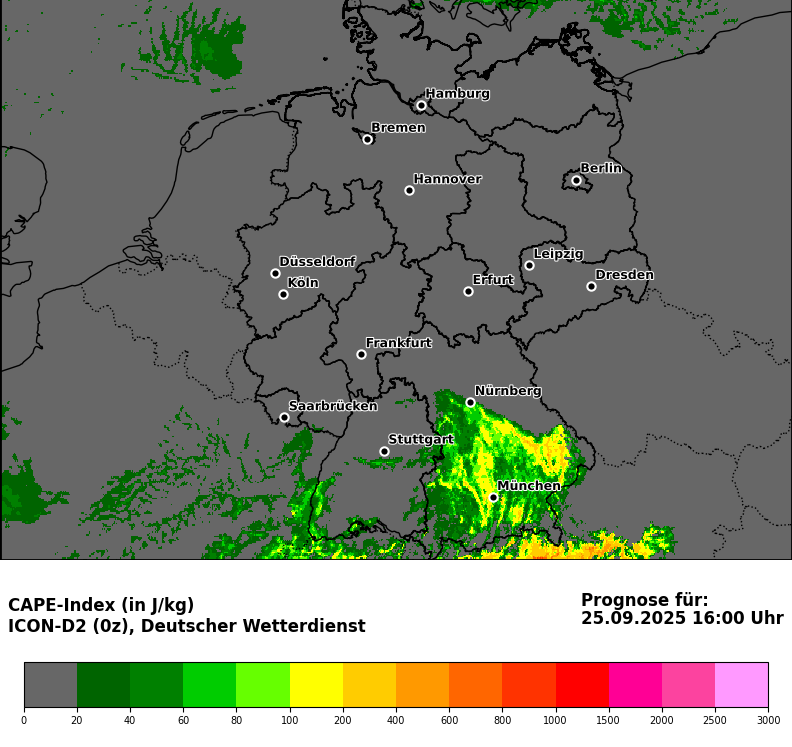 Hamburg
Bremen
Berlin
Hannover
Leipzig
Düsseldorf
Dresden
Köln
Erfurt
Frankfurt
Nürnberg
Saarbrücken
Stuttgart
München
CAPE-Index (in J/kg)
ICON-D2 (0z), Deutscher Wetterdienst
Prognose für:
25.09.2025 16:00 Uhr
0 20 40 60 80 100 200 400 600 800 1000 1500 2000 2500 3000